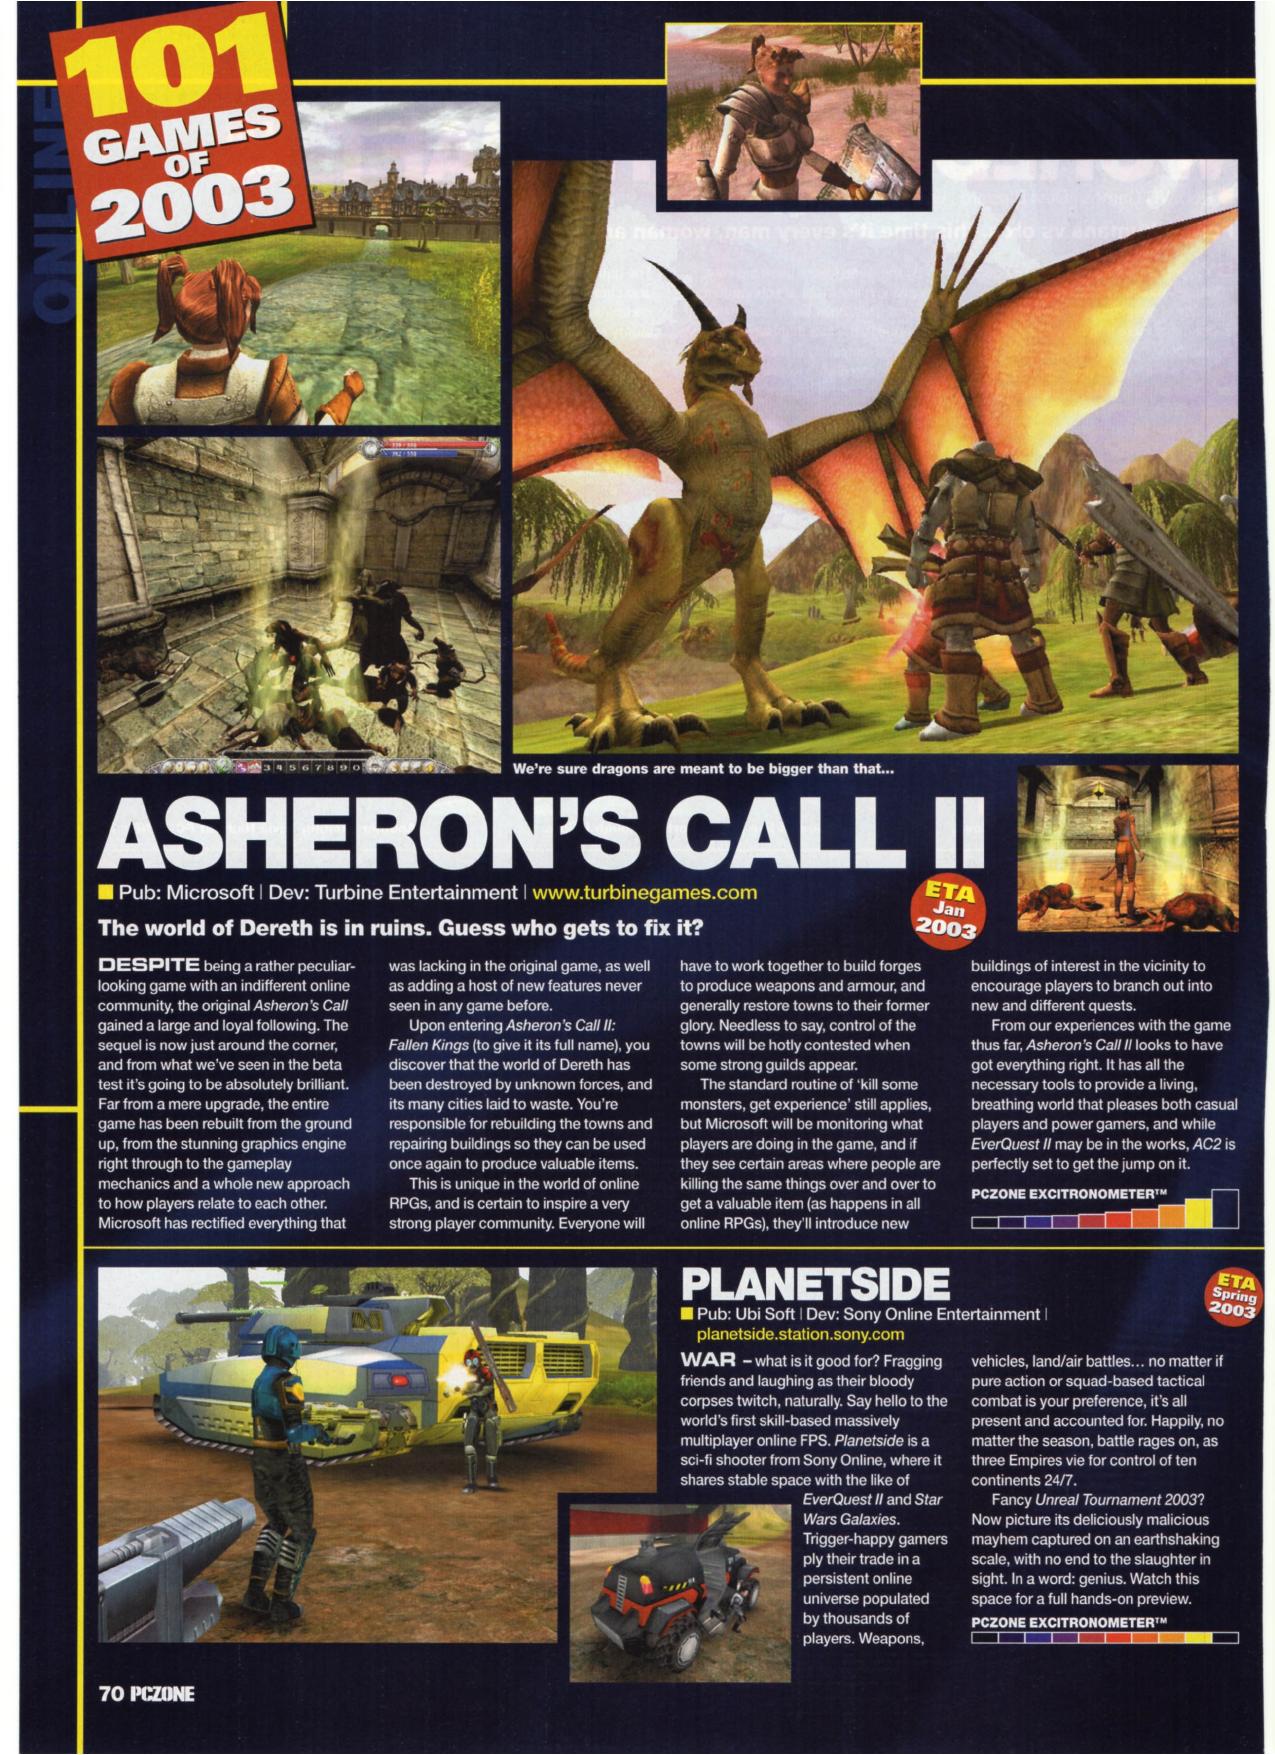 ONLINE
101
GAMES
OF
2003
3 4 5 6 7 8 9 0
We're sure dragons are meant to be bigger than that...
ASHERON'S CALL II
Pub: Microsoft | Dev: Turbine Entertainment | www.turbinegames.com
ETA
Jan
2003
The world of Dereth is in ruins. Guess who gets to fix it?
DESPITE being a rather peculiar-
looking game with an indifferent online
community, the original Asheron's Call
gained a large and loyal following. The
sequel is now just around the corner,
and from what we've seen in the beta
test it's going to be absolutely brilliant.
Far from a mere upgrade, the entire
game has been rebuilt from the ground
up, from the stunning graphics engine
right through to the gameplay
mechanics and a whole new approach
to how players relate to each other.
Microsoft has rectified everything that
was lacking in the original game, as well
as adding a host of new features never
seen in any game before.
Upon entering Asheron's Call II:
Fallen Kings (to give it its full name), you
discover that the world of Dereth has
been destroyed by unknown forces, and
its many cities laid to waste. You're
responsible for rebuilding the towns and
repairing buildings so they can be used
once again to produce valuable items.
This is unique in the world of online
RPGs, and is certain to inspire a very
strong player community. Everyone will
have to work together to build forges
to produce weapons and armour, and
generally restore towns to their former
glory. Needless to say, control of the
towns will be hotly contested when
some strong guilds appear.
The standard routine of 'kill some
monsters, get experience' still applies,
but Microsoft will be monitoring what
players are doing in the game, and if
they see certain areas where people are
killing the same things over and over to
get a valuable item (as happens in all
online RPGs), they'll introduce new
buildings of interest in the vicinity to
encourage players to branch out into
new and different quests.
From our experiences with the game
thus far, Asheron's Call II looks to have
got everything right. It has all the
necessary tools to provide a living,
breathing world that pleases both casual
players and power gamers, and while
EverQuest II may be in the works, AC2 is
perfectly set to get the jump on it.
PCZONE EXCITRONOMETER™
PLANETSIDE
Pub: Ubi Soft | Dev: Sony Online Entertainment |
planetside.station.sony.com
ETA
Spring
2003
WAR – what is it good for? Fragging
friends and laughing as their bloody
corpses twitch, naturally. Say hello to the
world's first skill-based massively
multiplayer online FPS. Planetside is a
sci-fi shooter from Sony Online, where it
shares stable space with the like of
EverQuest II and Star
Wars Galaxies.
Trigger-happy gamers
ply their trade in a
persistent online
universe populated
by thousands of
players. Weapons,
vehicles, land/air battles... no matter if
pure action or squad-based tactical
combat is your preference, it's all
present and accounted for. Happily, no
matter the season, battle rages on, as
three Empires vie for control of ten
continents 24/7.
Fancy Unreal Tournament 2003?
Now picture its deliciously malicious
mayhem captured on an earthshaking
scale, with no end to the slaughter in
sight. In a word: genius. Watch this
space for a full hands-on preview.
PCZONE EXCITRONOMETER™
70 PCZONE